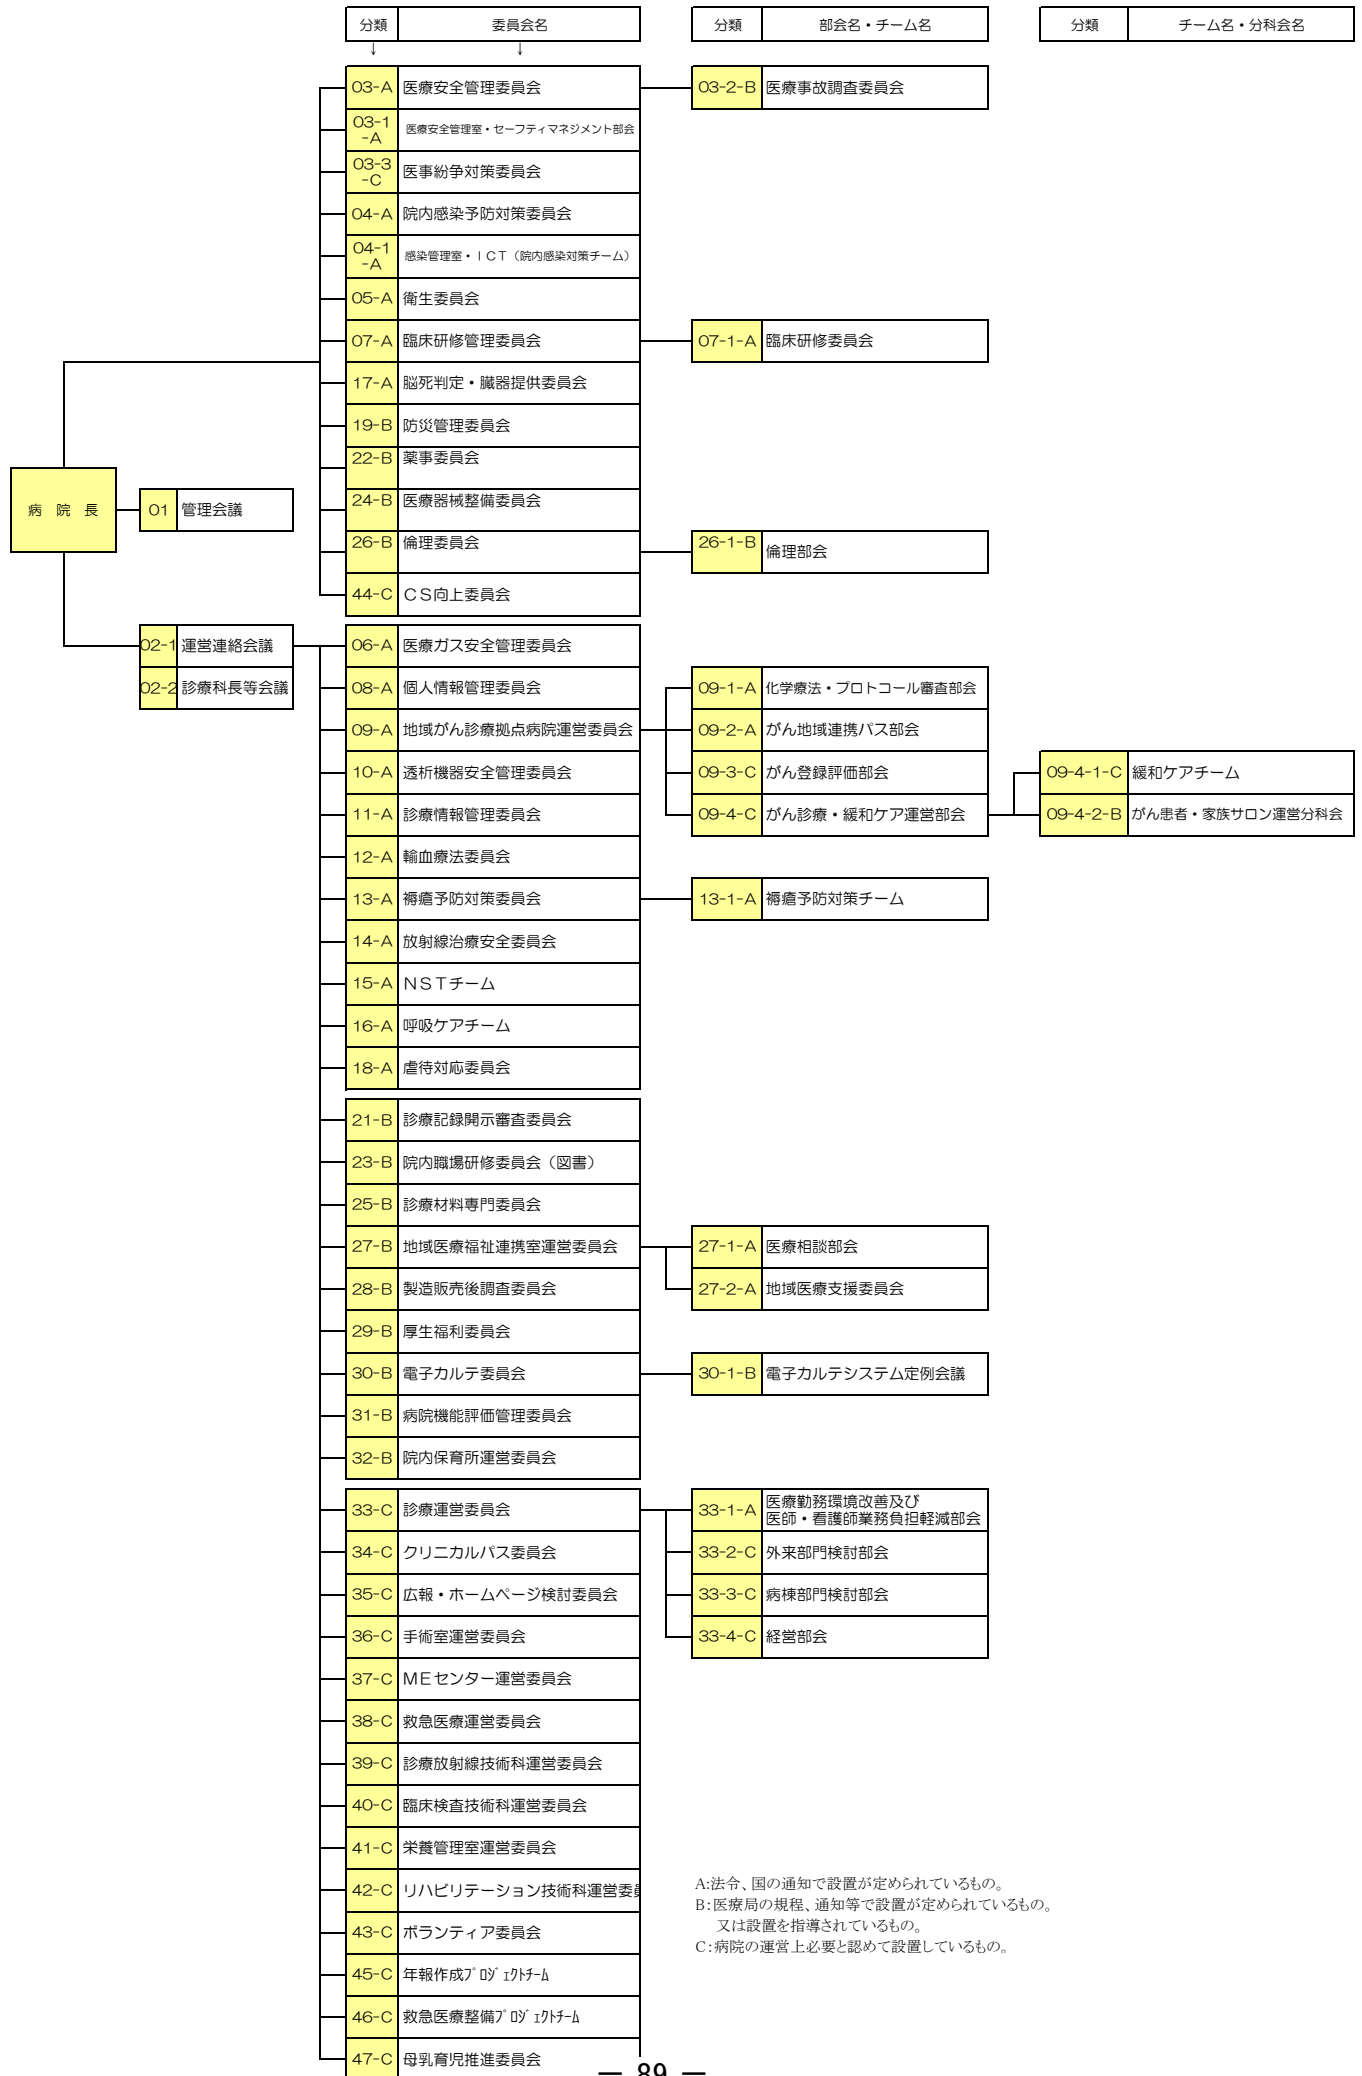 分類 委員会名 分類 部会名・チーム名 分類 チーム名・分科会名
↓ ↓
03-A 医療安全管理委員会 03-2-B 医療事故調査委員会
03-1
-A 医療安全管理室・セーフティマネジメント部会
03-3
-C 医事紛争対策委員会
04-A 院内感染予防対策委員会
04-1
-A 感染管理室・ICT（院内感染対策チーム）
05-A 衛生委員会
07-A 臨床研修管理委員会 07-1-A 臨床研修委員会
17-A 脳死判定・臓器提供委員会
19-B 防災管理委員会
22-B 薬事委員会
24-B 医療器械整備委員会
病 院 長 01 管理会議
26-B 倫理委員会 26-1-B 倫理部会
44-C CS向上委員会
02-1 運営連絡会議 06-A 医療ガス安全管理委員会
02-2 診療科長等会議 08-A 個人情報管理委員会 09-1-A 化学療法・プロトコール審査部会
09-A 地域がん診療拠点病院運営委員会 09-2-A がん地域連携パス部会
10-A 透析機器安全管理委員会 09-3-C がん登録評価部会 09-4-1-C 緩和ケアチーム
11-A 診療情報管理委員会 09-4-C がん診療・緩和ケア運営部会 09-4-2-B がん患者・家族サロン運営分科会
12-A 輸血療法委員会
13-A 褥瘡予防対策委員会 13-1-A 褥瘡予防対策チーム
14-A 放射線治療安全委員会
15-A NSTチーム
16-A 呼吸ケアチーム
18-A 虐待対応委員会
21-B 診療記録開示審査委員会
23-B 院内職場研修委員会（図書）
25-B 診療材料専門委員会
27-B 地域医療福祉連携室運営委員会 27-1-A 医療相談部会
28-B 製造販売後調査委員会 27-2-A 地域医療支援委員会
29-B 厚生福利委員会
30-B 電子カルテ委員会 30-1-B 電子カルテシステム定例会議
31-B 病院機能評価管理委員会
32-B 院内保育所運営委員会
33-C 診療運営委員会 33-1-A 医療勤務環境改善及び
医師・看護師業務負担軽減部会
34-C クリニカルパス委員会 33-2-C 外来部門検討部会
35-C 広報・ホームページ検討委員会 33-3-C 病棟部門検討部会
36-C 手術室運営委員会 33-4-C 経営部会
37-C MEセンター運営委員会
38-C 救急医療運営委員会
39-C 診療放射線技術科運営委員会
40-C 臨床検査技術科運営委員会
41-C 栄養管理室運営委員会
42-C リハビリテーション技術科運営委員
43-C ボランティア委員会
45-C 年報作成ﾌﾟﾛｼﾞｪｸﾄﾁｰﾑ
46-C 救急医療整備ﾌﾟﾛｼﾞｪｸﾄﾁｰﾑ
47-C 母乳育児推進委員会
A:法令、国の通知で設置が定められているもの。
B:医療局の規程、通知等で設置が定められているもの。
又は設置を指導されているもの。
C:病院の運営上必要と認めて設置しているもの。
― 89 ―